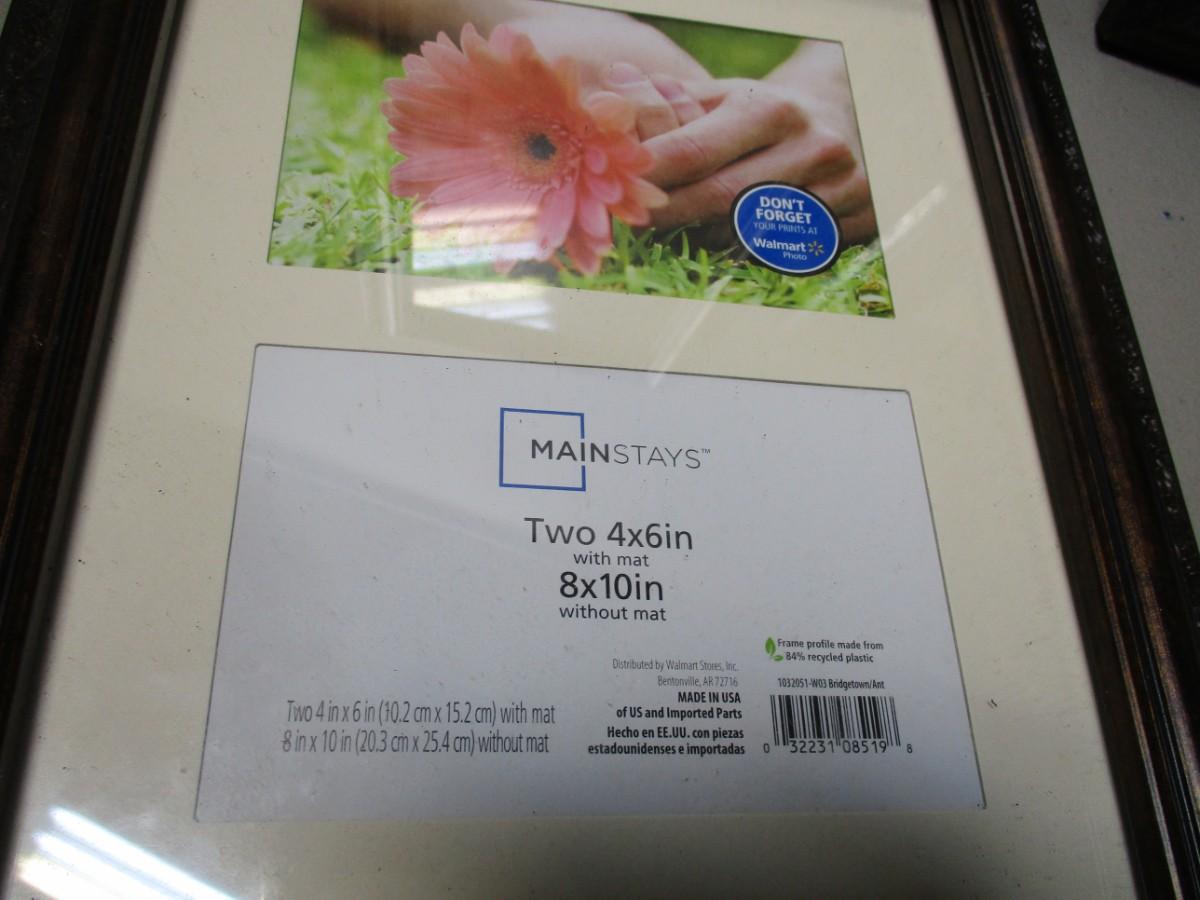 DON'T
FORGET
YOUR PRINTS AT
Walmart
Photo
MAINSTAYS™
Two 4x6in
with mat
8x10in
without mat
Frame profile made from
84% recycled plastic
Distributed by Walmart Stores, Inc.
Bentonville, AR 72716
1032051-W03 Bridgetown/Ant
MADE IN USA
of US and Imported Parts
Hecho en EE.UU. con piezas
estadounidenses e importadas
Two 4 in x 6 in (10.2 cm x 15.2 cm) with mat
8 in x 10 in (20.3 cm x 25.4 cm) without mat
0 32231 08519 8